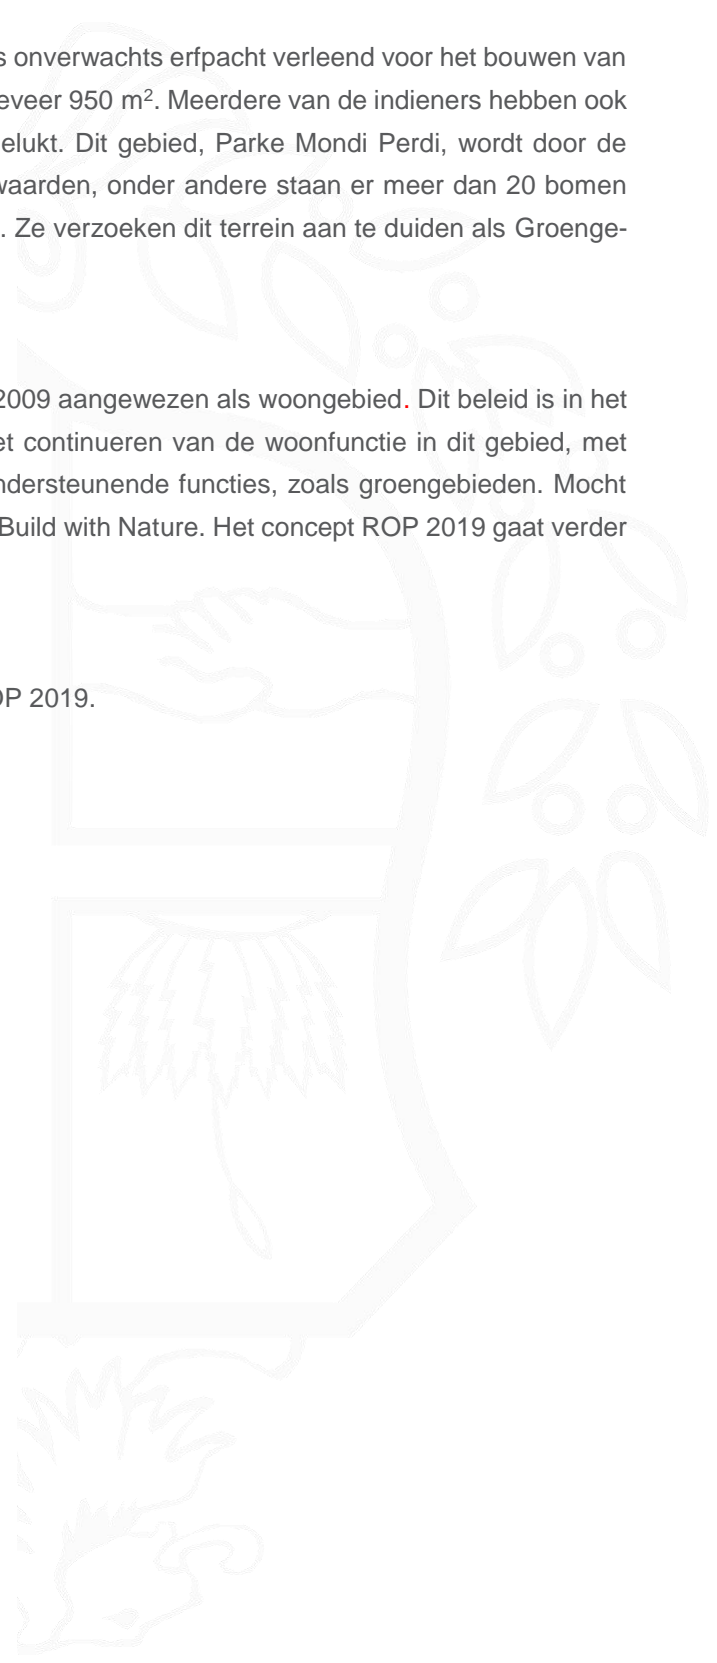 s onverwachts erfpacht verleend voor het bouwen van
eveer 950 m². Meerdere van de indieners hebben ook
elukt. Dit gebied, Parke Mondi Perdi, wordt door de
waarden, onder andere staan er meer dan 20 bomen
. Ze verzoeken dit terrein aan te duiden als Groenge-
2009 aangewezen als woongebied. Dit beleid is in het
et continueren van de woonfunctie in dit gebied, met
ndersteunende functies, zoals groengebieden. Mocht
Build with Nature. Het concept ROP 2019 gaat verder
OP 2019.